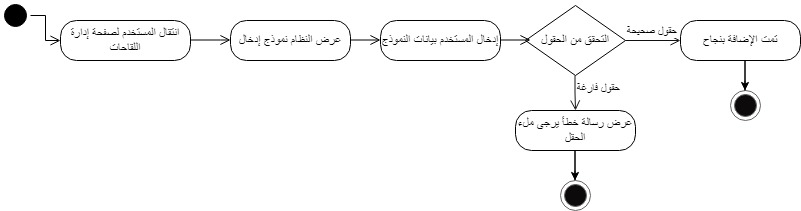 انتقال المستخدم لصفحة إدارة
اللقاحات
عرض النظام نموذج إدخال
إدخال المستخدم بيانات النموذج
التحقق من الحقول
حقول صحيحة
تمت الإضافة بنجاح
حقول فارغة
عرض رسالة خطأ يرجى ملء
الحقل